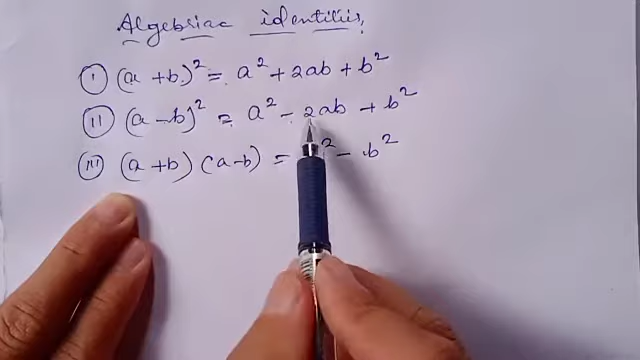 Algebriac identities,
(I) (a + b)² = a² + 2ab + b²
(II) (a - b)² = a² - 2ab + b²
(III) (a + b) (a - b) = ² - b²